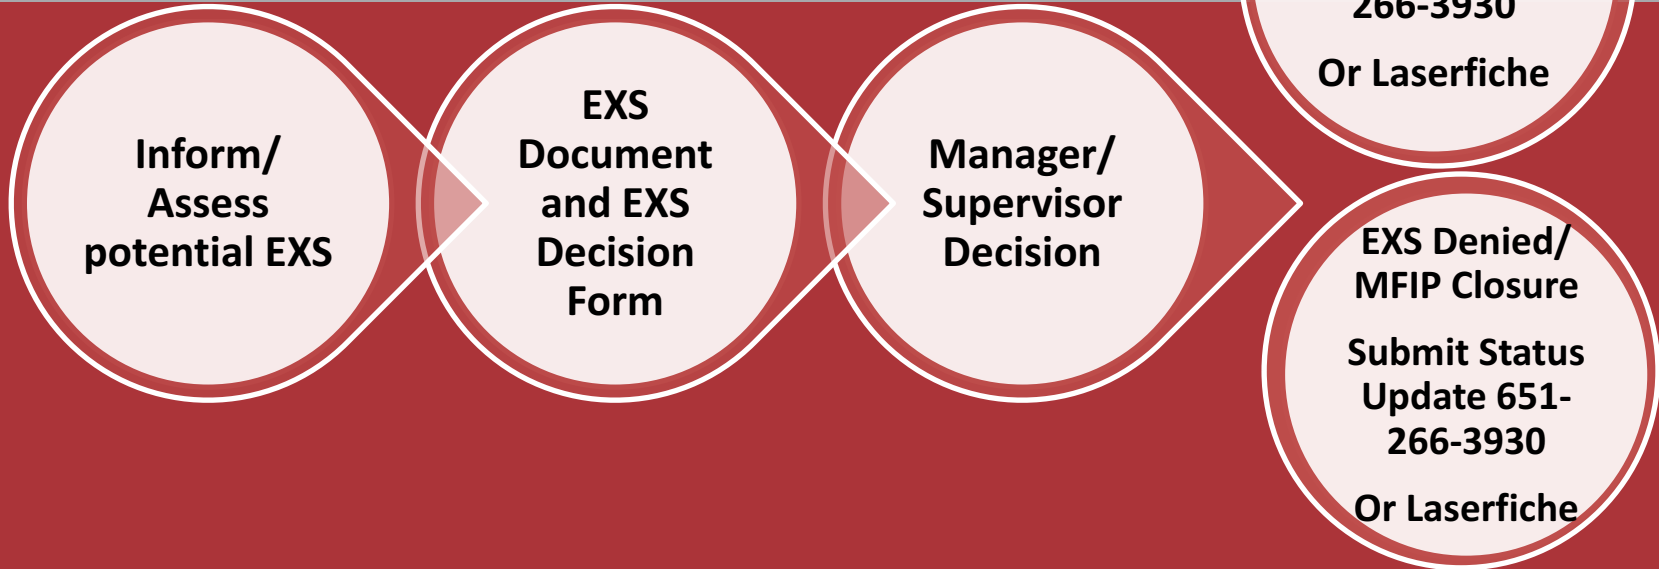 Inform/
Assess
potential EXS
EXS
Document
and EXS
Decision
Form
Manager/
Supervisor
Decision
266-3930
Or Laserfiche
EXS Denied/
MFIP Closure
Submit Status
Update 651-
266-3930
Or Laserfiche